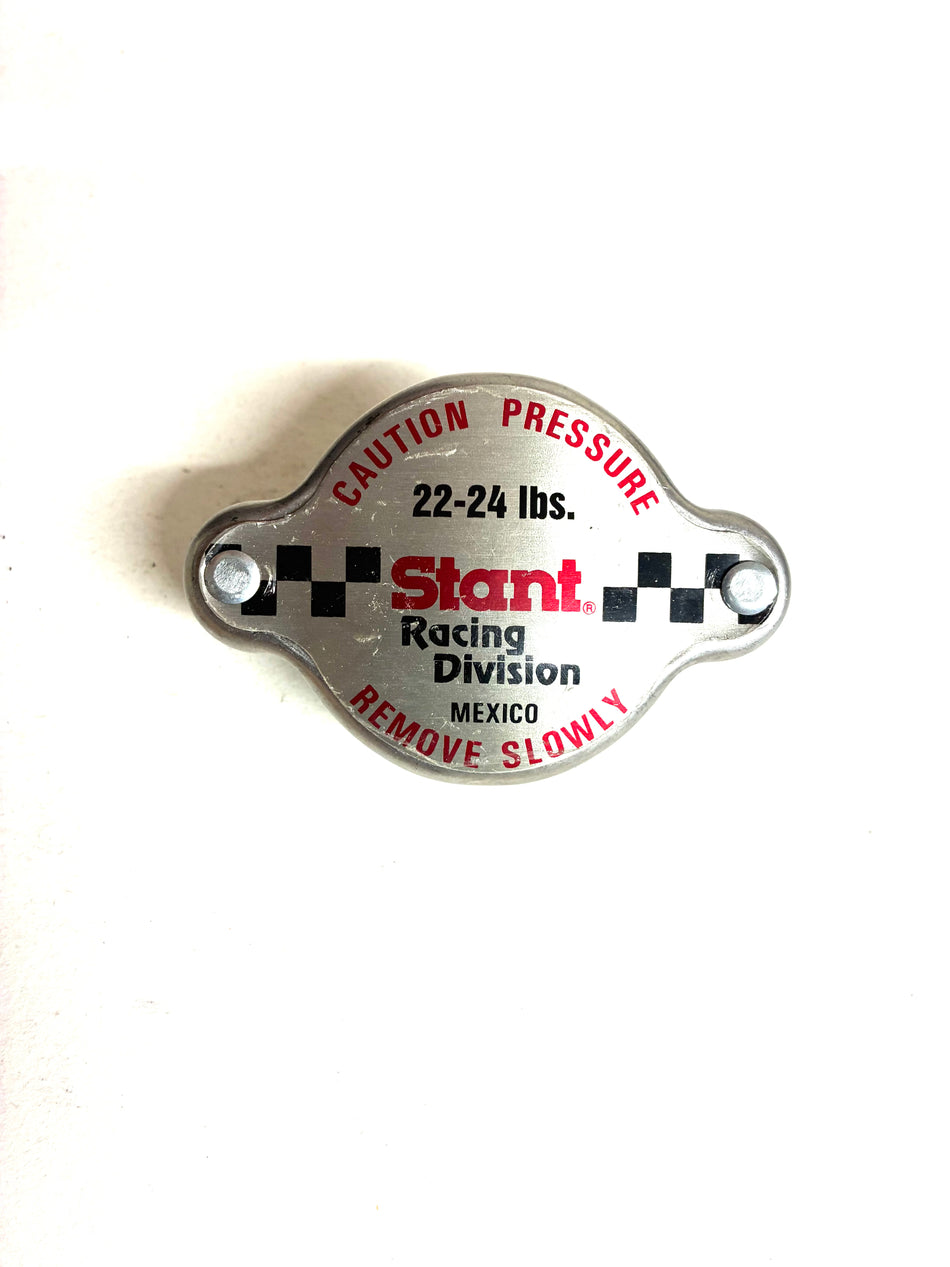 CAUTION PRESSURE
22-24 lbs.
Stant®
Racing
Division
MEXICO
REMOVE SLOWLY